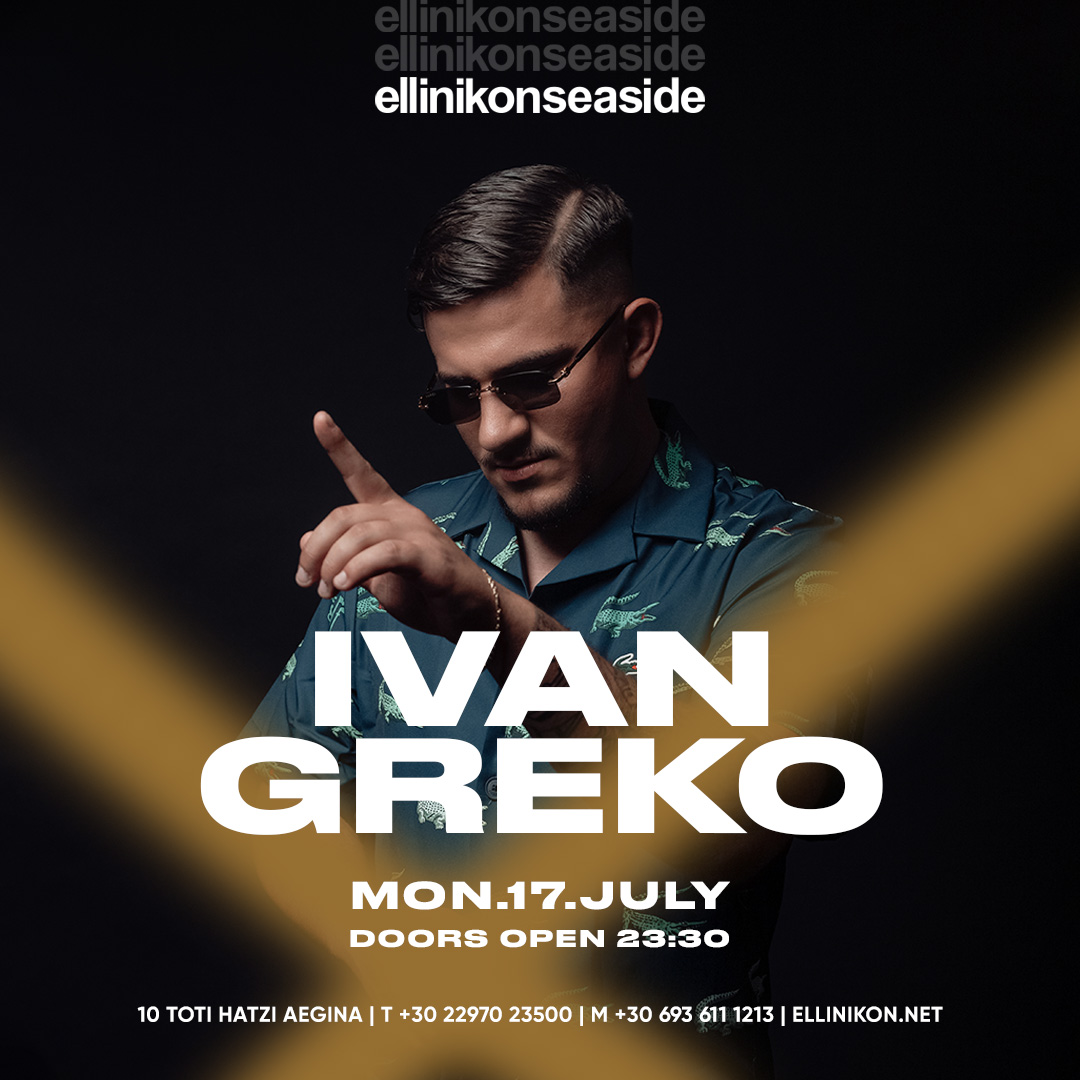 ellinikonseaside
ellinikonseaside
ellinikonseaside
IVAN
GREKO
MON.17.JULY
DOORS OPEN 23:30
10 TOTI HATZI AEGINA | T +30 22970 23500 | M +30 693 611 1213 | ELLINIKON.NET